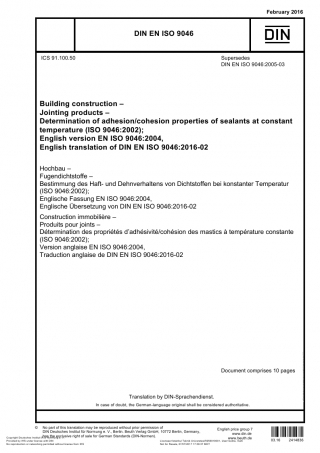 February 2016
DIN EN ISO 9046
DIN
ICS 91.100.50
Supersedes
DIN EN ISO 9046:2005-03
Building construction –
Jointing products –
Determination of adhesion/cohesion properties of sealants at constant
temperature (ISO 9046:2002);
English version EN ISO 9046:2004,
English translation of DIN EN ISO 9046:2016-02
Hochbau –
Fugendichtstoffe –
Bestimmung des Haft- und Dehnverhaltens von Dichtstoffen bei konstanter Temperatur
(ISO 9046:2002);
Englische Fassung EN ISO 9046:2004,
Englische Übersetzung von DIN EN ISO 9046:2016-02
Construction immobilière –
Produits pour joints –
Détermination des propriétés d'adhésivité/cohésion des mastics à température constante
(ISO 9046:2002);
Version anglaise EN ISO 9046:2004,
Traduction anglaise de DIN EN ISO 9046:2016-02
Document comprises 10 pages
Translation by DIN-Sprachendienst.
In case of doubt, the German-language original shall be considered authoritative.
No part of this translation may be reproduced without prior permission of
DIN Deutsches Institut für Normung e. V., Berlin. Beuth Verlag GmbH, 10772 Berlin, Germany,
has the exclusive right of sale for German Standards (DIN-Normen).
English price group 7
www.din.de
www.beuth.de